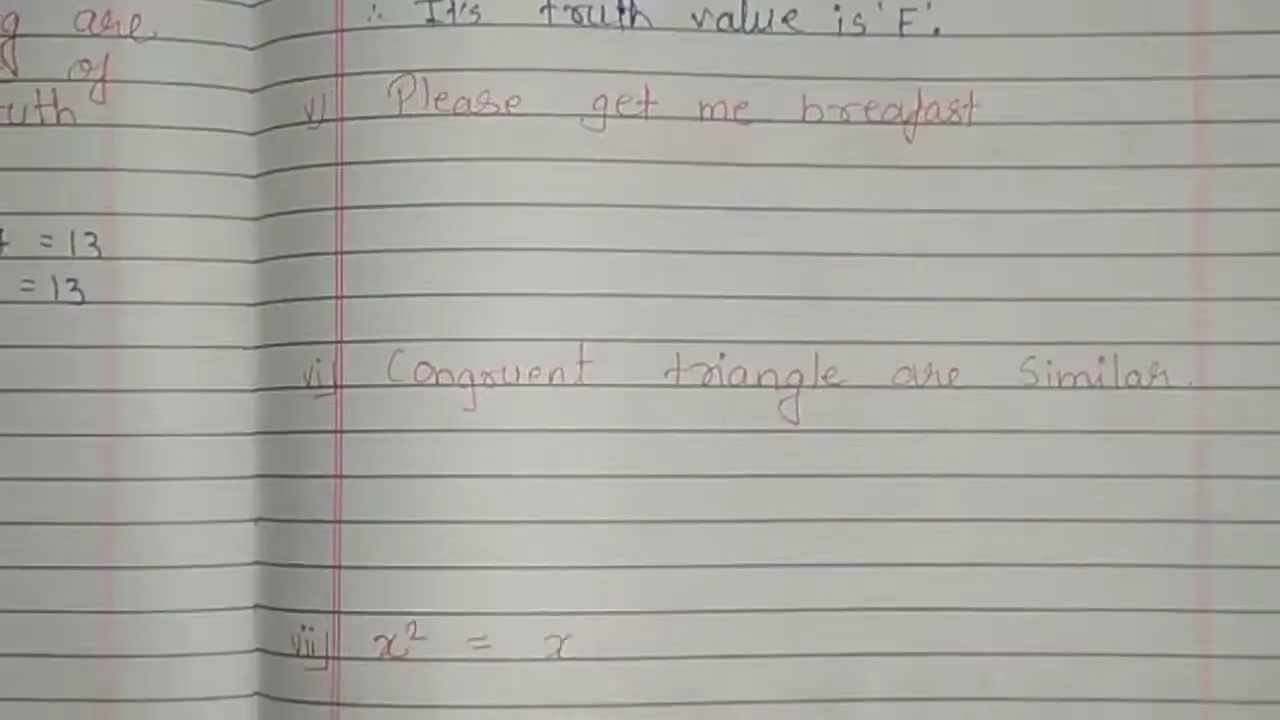 g are
of
uth
= 13
= 13
∴ It's truth value is 'F'.
v) Please get me breafast
vi) Congruent triangle are Similar.
vii) x² = x